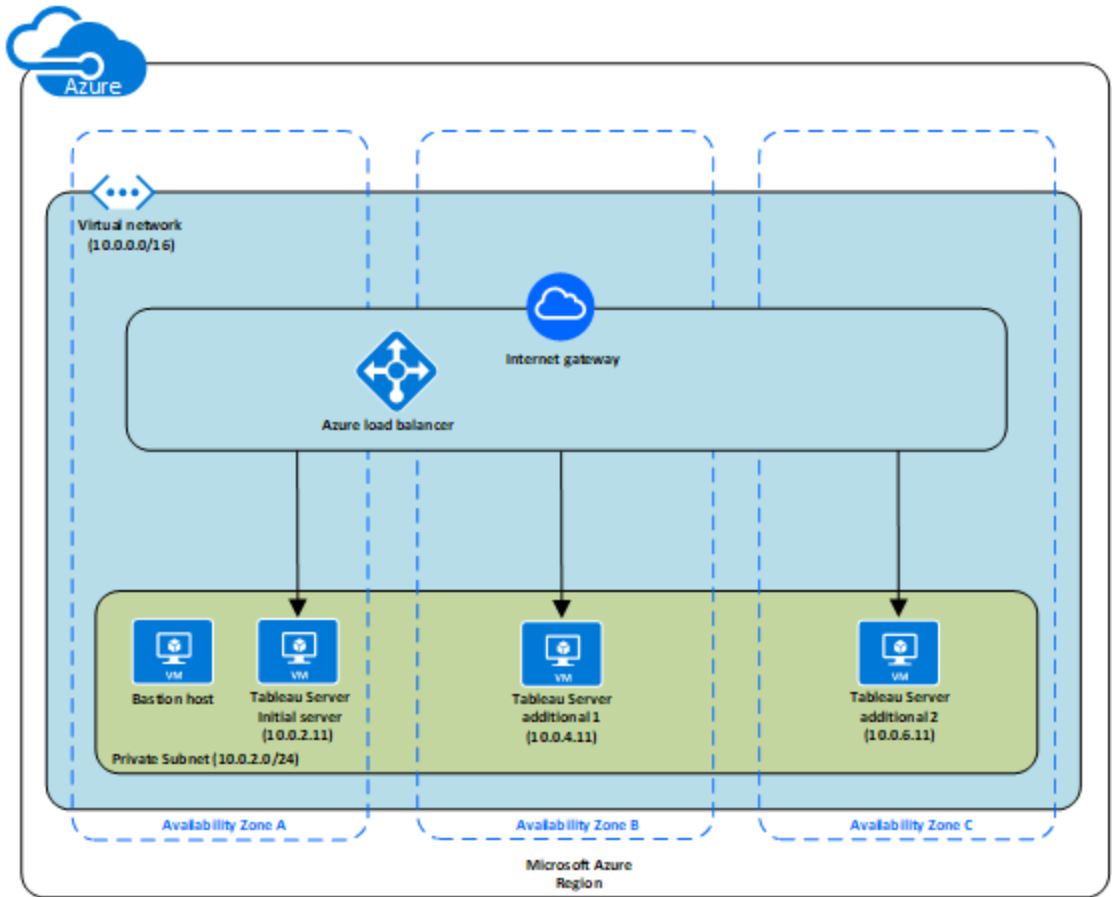 Azure
Virtual network
(10.0.0.0/16)
Internet gateway
Azure load balancer
VM
VM
VM
VM
Bastion host
Tableau Server
Initial server
(10.0.2.11)
Tableau Server
additional 1
(10.0.4.11)
Tableau Server
additional 2
(10.0.6.11)
Private Subnet (10.0.2.0/24)
Availability Zone A
Availability Zone B
Availability Zone C
Microsoft Azure
Region